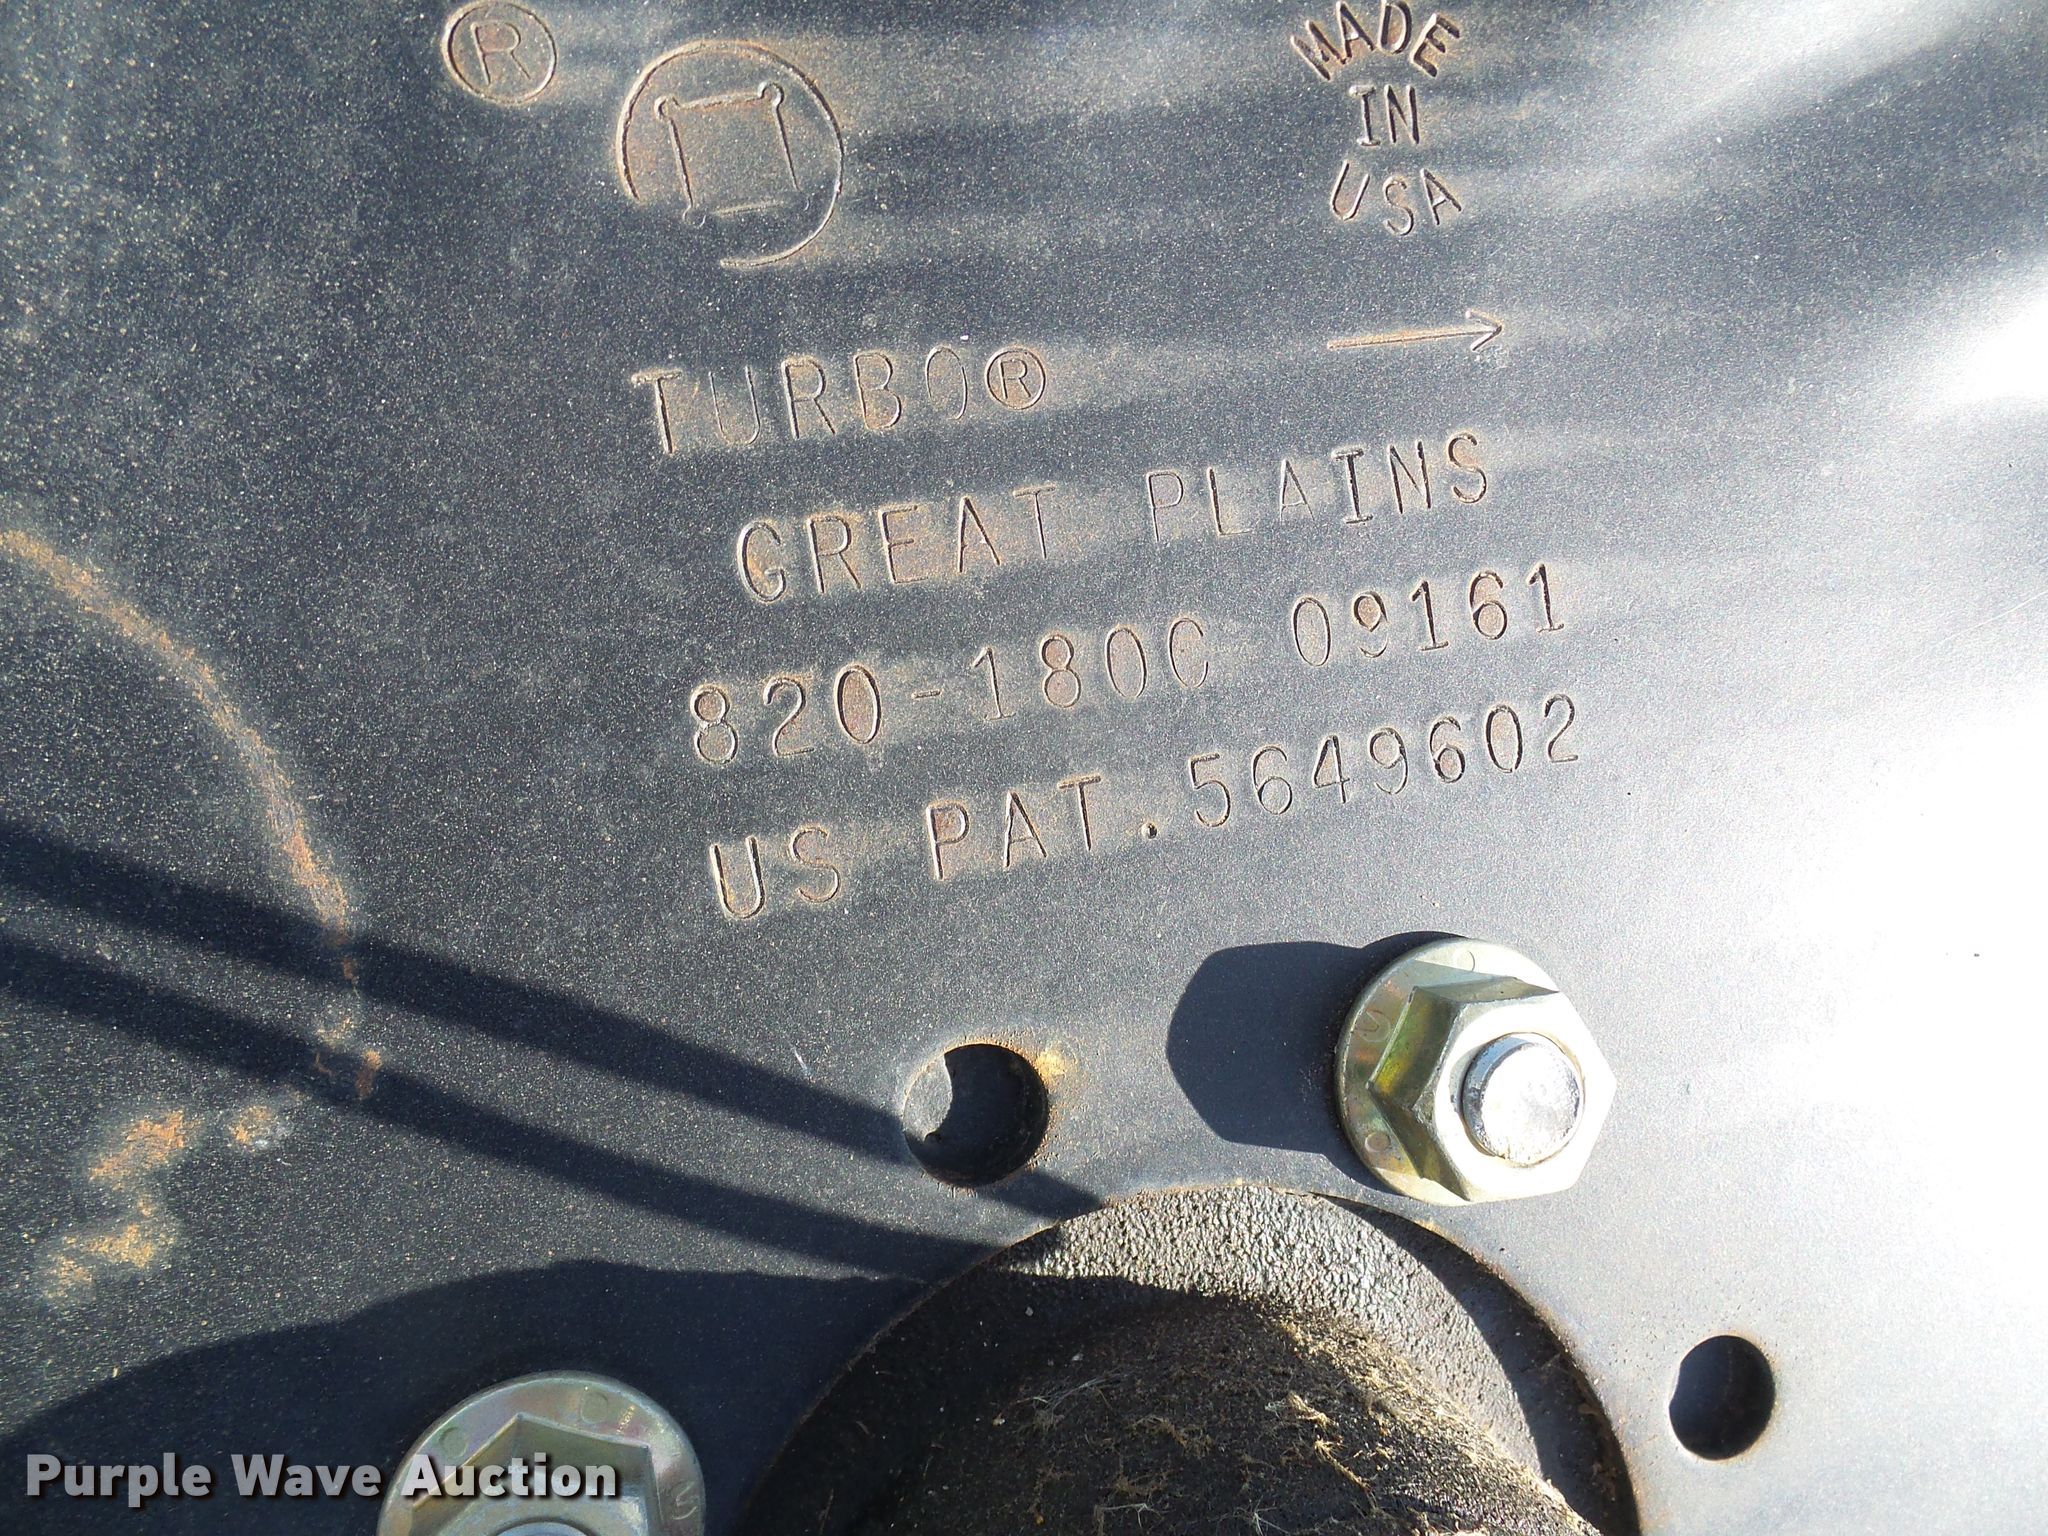 ®
MADE
IN
USA
TURBO®
GREAT PLAINS
820-180C 09161
US PAT.5649602
Purple Wave Auction